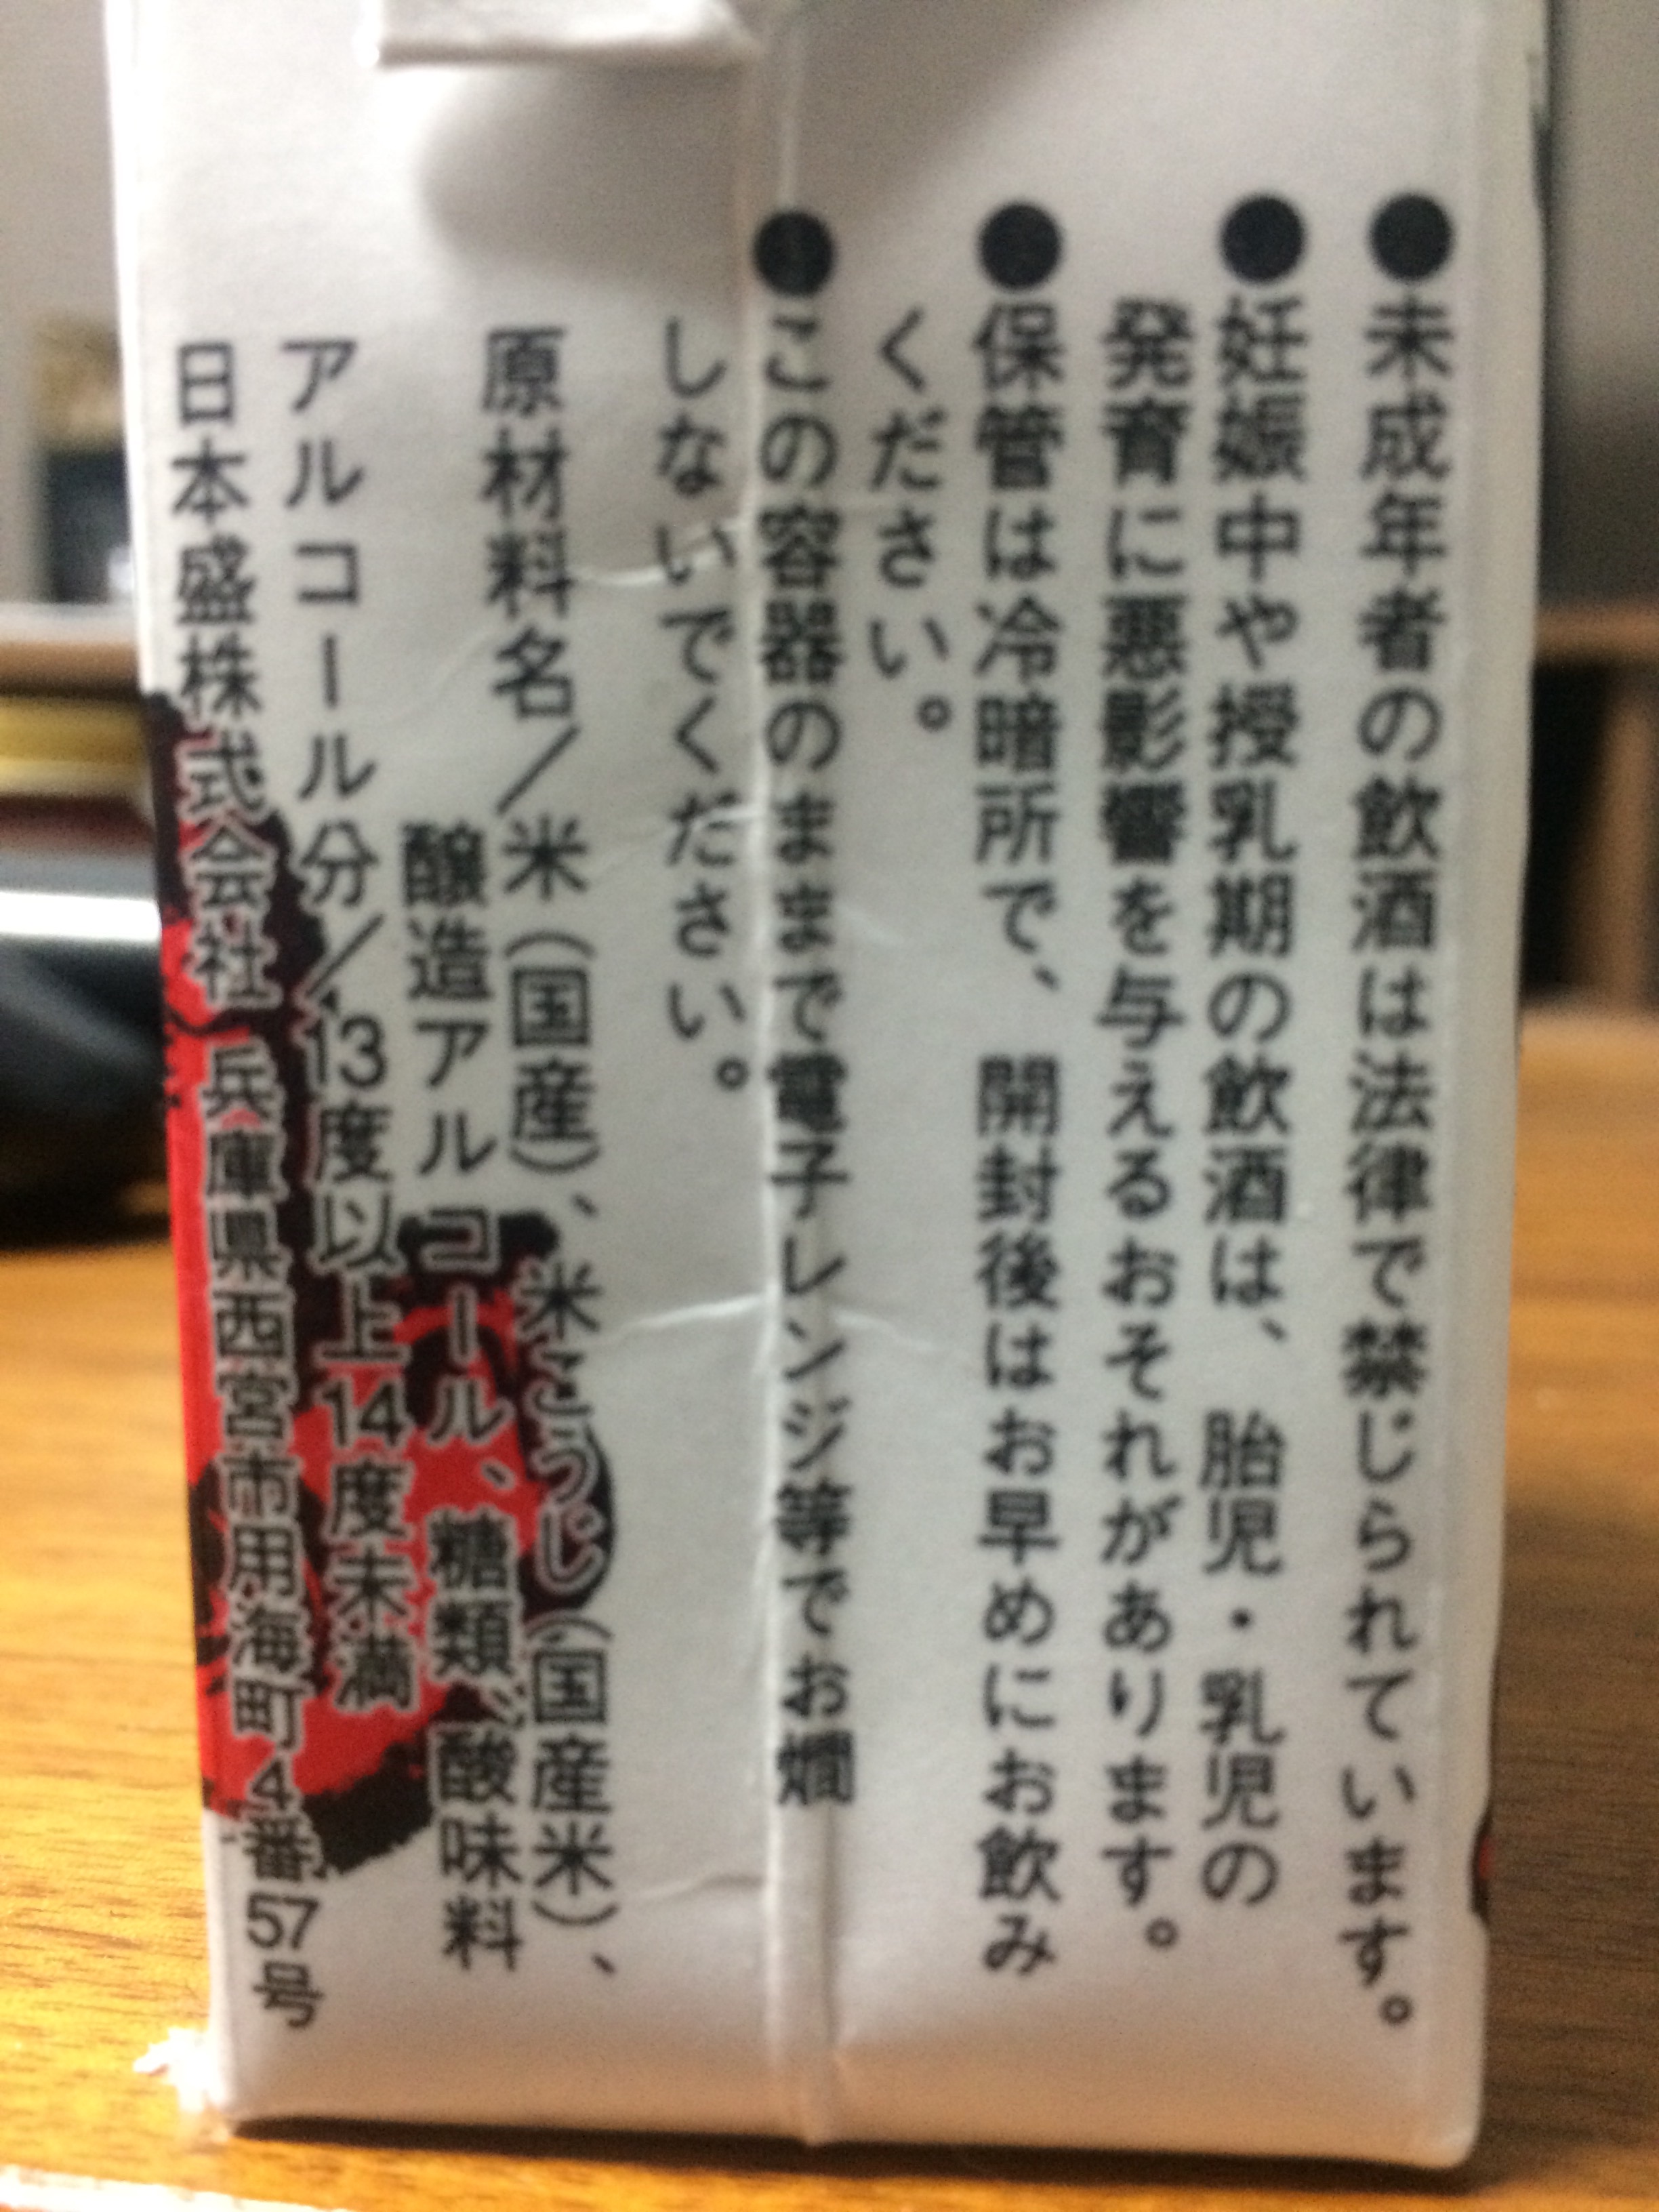 ●未成年者の飲酒は法律で禁じられています。
●妊娠中や授乳期の飲酒は、胎児・乳児の
発育に悪影響を与えるおそれがあります。
●保管は冷暗所で、開封後はお早めにお飲み
ください。
●この容器のままで電子レンジ等でお燗
しないでください。
原材料名／米（国産）、米こうじ（国産米）、
醸造アルコール、糖類、酸味料
アルコール分／13度以上14度未満
日本盛株式会社 兵庫県西宮市用海町4番57号